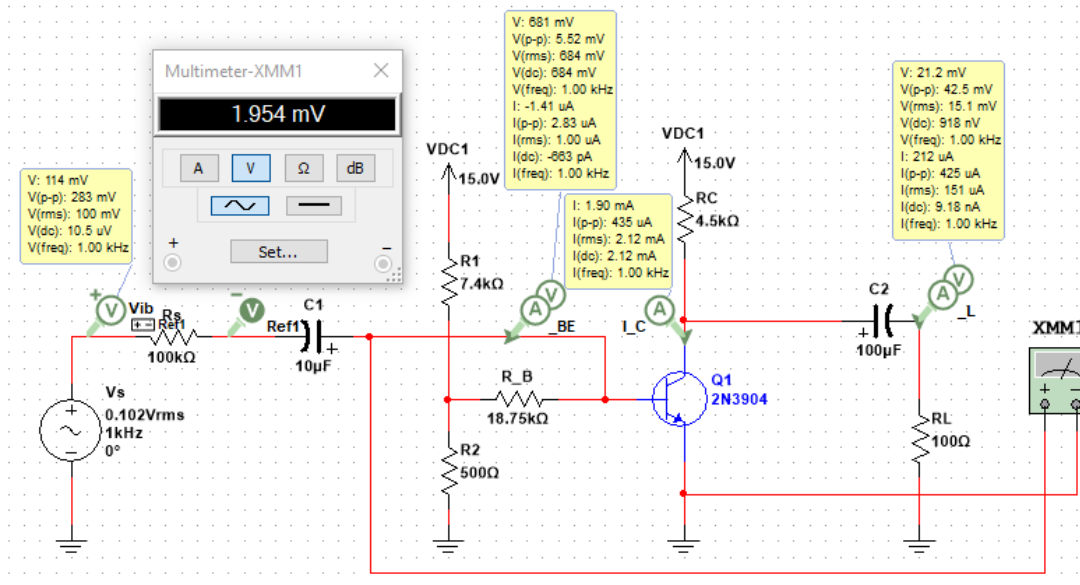 Multimeter-XMM1
1.954 mV
A
V
Ω
dB
+
Set...
−
V: 114 mV
V(p-p): 283 mV
V(rms): 100 mV
V(dc): 10.5 uV
V(freq): 1.00 kHz
V: 681 mV
V(p-p): 5.52 mV
V(rms): 684 mV
V(dc): 684 mV
V(freq): 1.00 kHz
I: -1.41 uA
I(p-p): 2.83 uA
I(rms): 1.00 uA
I(dc): -663 pA
I(freq): 1.00 kHz
I: 1.90 mA
I(p-p): 435 uA
I(rms): 2.12 mA
I(dc): 2.12 mA
I(freq): 1.00 kHz
V: 21.2 mV
V(p-p): 42.5 mV
V(rms): 15.1 mV
V(dc): 918 nV
V(freq): 1.00 kHz
I: 212 uA
I(p-p): 425 uA
I(rms): 151 uA
I(dc): 9.18 nA
I(freq): 1.00 kHz
VDC1
15.0V
R1
7.4kΩ
VDC1
15.0V
RC
4.5kΩ
+
V
Vib
Rs
Ref1
100kΩ
−
V
Ref1
C1
+
10µF
A
V
_BE
I_C
A
C2
+
100µF
A
V
_L
XMM1
+
−
Vs
0.102Vrms
1kHz
0°
R_B
18.75kΩ
R2
500Ω
Q1
2N3904
RL
100Ω